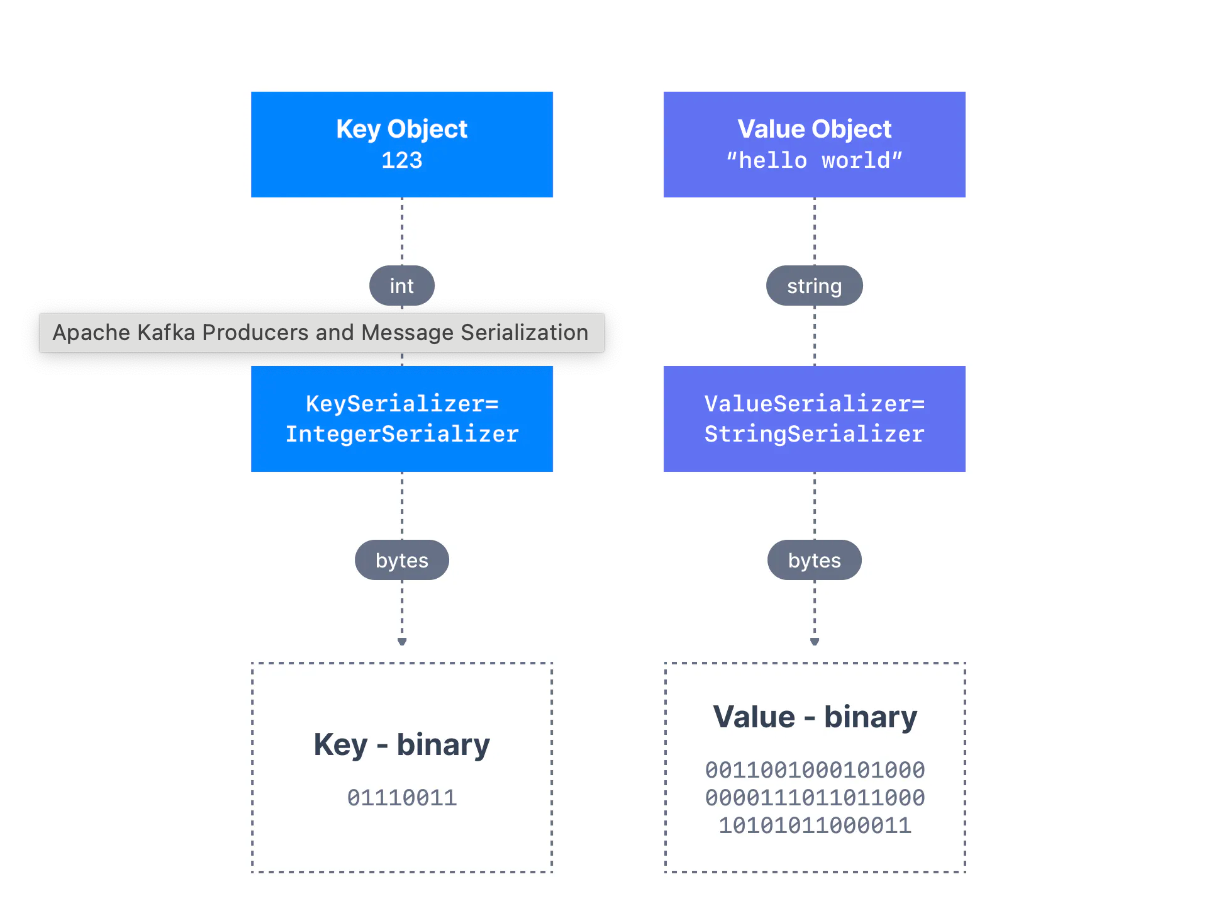 Key Object
123
Value Object
“hello world”
int
string
Apache Kafka Producers and Message Serialization
KeySerializer=
IntegerSerializer
ValueSerializer=
StringSerializer
bytes
bytes
Key - binary
01110011
Value - binary
0011001000101000
0000111011011000
10101011000011